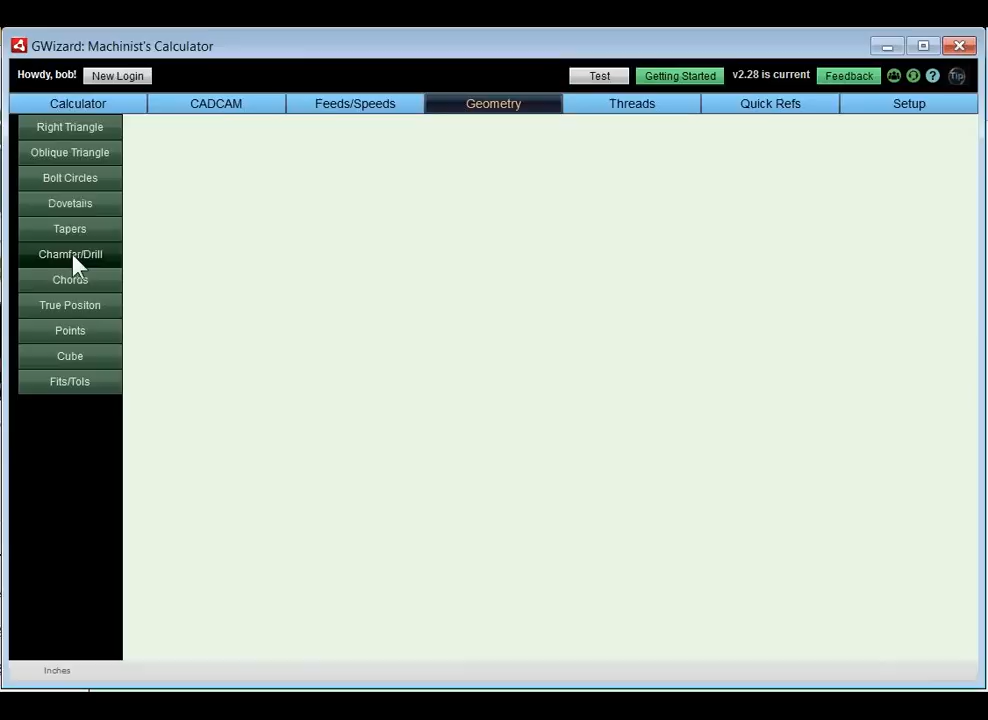 GWizard: Machinist's Calculator
Howdy, bob! New Login Test Getting Started v2.28 is current Feedback ? Tip
Calculator CADCAM Feeds/Speeds Geometry Threads Quick Refs Setup
Right Triangle
Oblique Triangle
Bolt Circles
Dovetails
Tapers
Chamfer/Drill
Chords
True Positon
Points
Cube
Fits/Tols
Inches